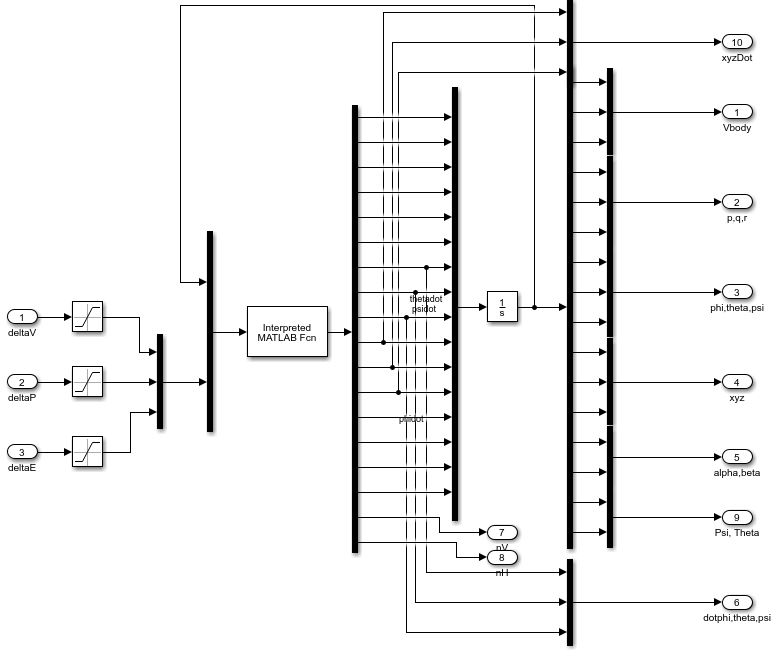 10
xyzDot
1
Vbody
2
p,q,r
thetadot
psidot
1
s
3
phi,theta,psi
1
deltaV
Interpreted
MATLAB Fcn
2
deltaP
4
xyz
phidot
3
deltaE
5
alpha,beta
9
Psi, Theta
7
nV
8
nH
6
dotphi,theta,psi